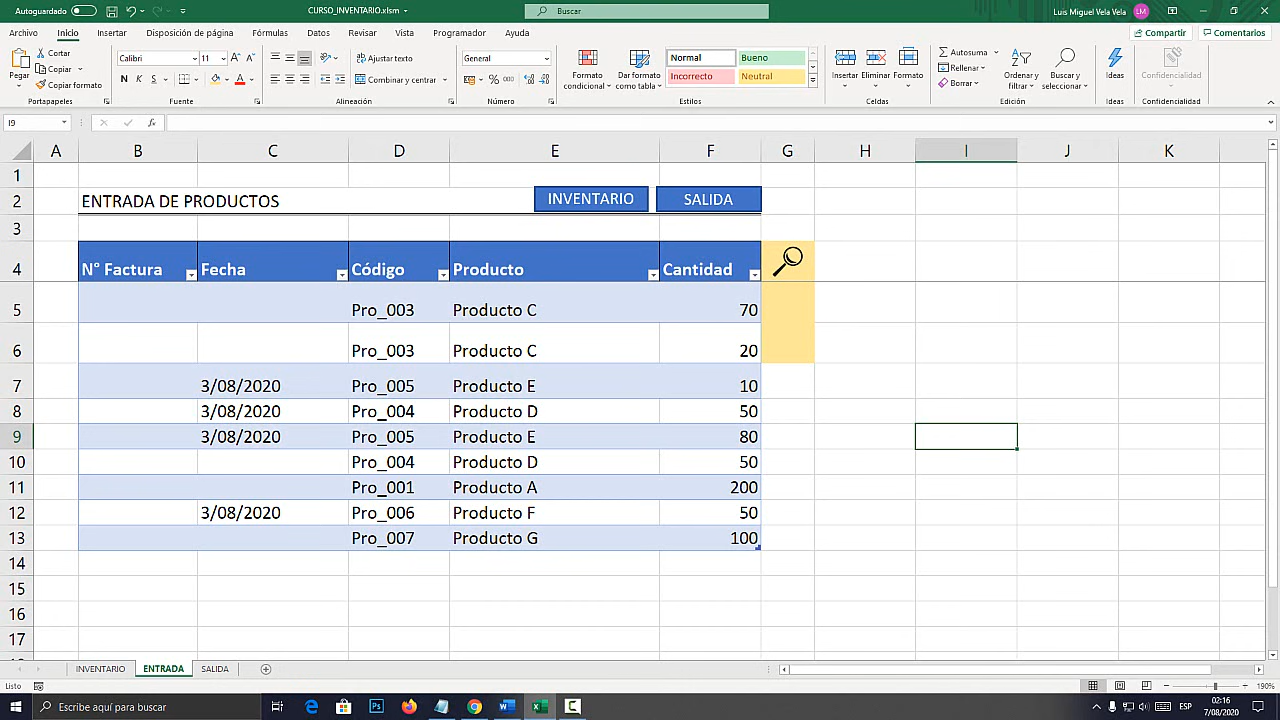 Autoguardado
CURSO_INVENTARIO.xlsm
Buscar
Luis Miguel Vela Vela
LM
Archivo Inicio Insertar Disposición de página Fórmulas Datos Revisar Vista Programador Ayuda
Compartir Comentarios
Pegar
Cortar
Copiar
Copiar formato
Portapapeles
Calibri 11
N K S
Fuente
Ajustar texto
Combinar y centrar
Alineación
General
% 000
Número
Formato condicional
Dar formato como tabla
Normal Bueno
Incorrecto Neutral
Estilos
Insertar Eliminar Formato
Celdas
Autosuma
Rellenar
Borrar
Ordenar y filtrar
Buscar y seleccionar
Edición
Ideas
Ideas
Confidencialidad
Confidencialidad
I9
fx
A B C D E F G H I J K
1
2 ENTRADA DE PRODUCTOS INVENTARIO SALIDA
3
4 N° Factura Fecha Código Producto Cantidad
5 Pro_003 Producto C 70
6 Pro_003 Producto C 20
7 3/08/2020 Pro_005 Producto E 10
8 3/08/2020 Pro_004 Producto D 50
9 3/08/2020 Pro_005 Producto E 80
10 Pro_004 Producto D 50
11 Pro_001 Producto A 200
12 3/08/2020 Pro_006 Producto F 50
13 Pro_007 Producto G 100
14
15
16
17
INVENTARIO ENTRADA SALIDA
Listo
190%
Escribe aquí para buscar
ESP
02:16
7/08/2020